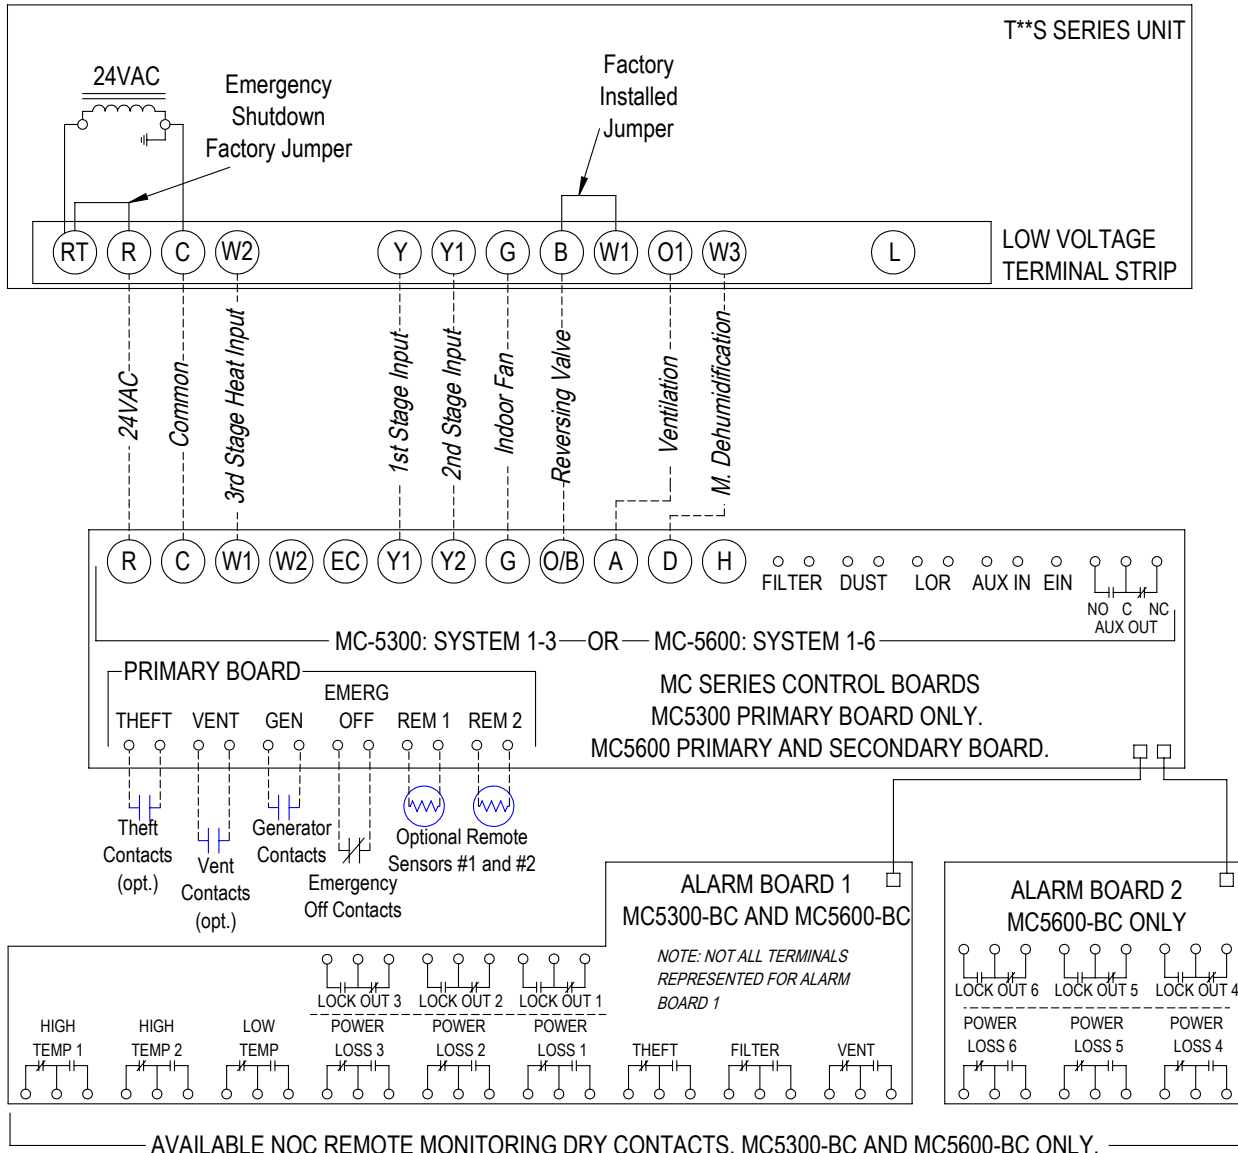 T**S SERIES UNIT
24VAC
Emergency
Shutdown
Factory Jumper
Factory
Installed
Jumper
RT R C W2 Y Y1 G B W1 O1 W3 L
LOW VOLTAGE
TERMINAL STRIP
24VAC
Common
3rd Stage Heat Input
1st Stage Input
2nd Stage Input
Indoor Fan
Reversing Valve
Ventilation
M. Dehumidification
R C W1 W2 EC Y1 Y2 G O/B A D H
FILTER DUST LOR AUX IN EIN
NO C NC
AUX OUT
MC-5300: SYSTEM 1-3 OR MC-5600: SYSTEM 1-6
PRIMARY BOARD
MC SERIES CONTROL BOARDS
MC5300 PRIMARY BOARD ONLY.
MC5600 PRIMARY AND SECONDARY BOARD.
EMERG
THEFT VENT GEN OFF REM 1 REM 2
Theft
Contacts
(opt.)
Vent
Contacts
(opt.)
Generator
Contacts
Emergency
Off Contacts
Optional Remote
Sensors #1 and #2
ALARM BOARD 1
MC5300-BC AND MC5600-BC
NOTE: NOT ALL TERMINALS
REPRESENTED FOR ALARM
BOARD 1
ALARM BOARD 2
MC5600-BC ONLY
LOCK OUT 3 LOCK OUT 2 LOCK OUT 1
LOCK OUT 6 LOCK OUT 5 LOCK OUT 4
HIGH
TEMP 1
HIGH
TEMP 2
LOW
TEMP
POWER
LOSS 3
POWER
LOSS 2
POWER
LOSS 1
THEFT
FILTER
VENT
POWER
LOSS 6
POWER
LOSS 5
POWER
LOSS 4
AVAILABLE NOC REMOTE MONITORING DRY CONTACTS. MC5300-BC AND MC5600-BC ONLY.